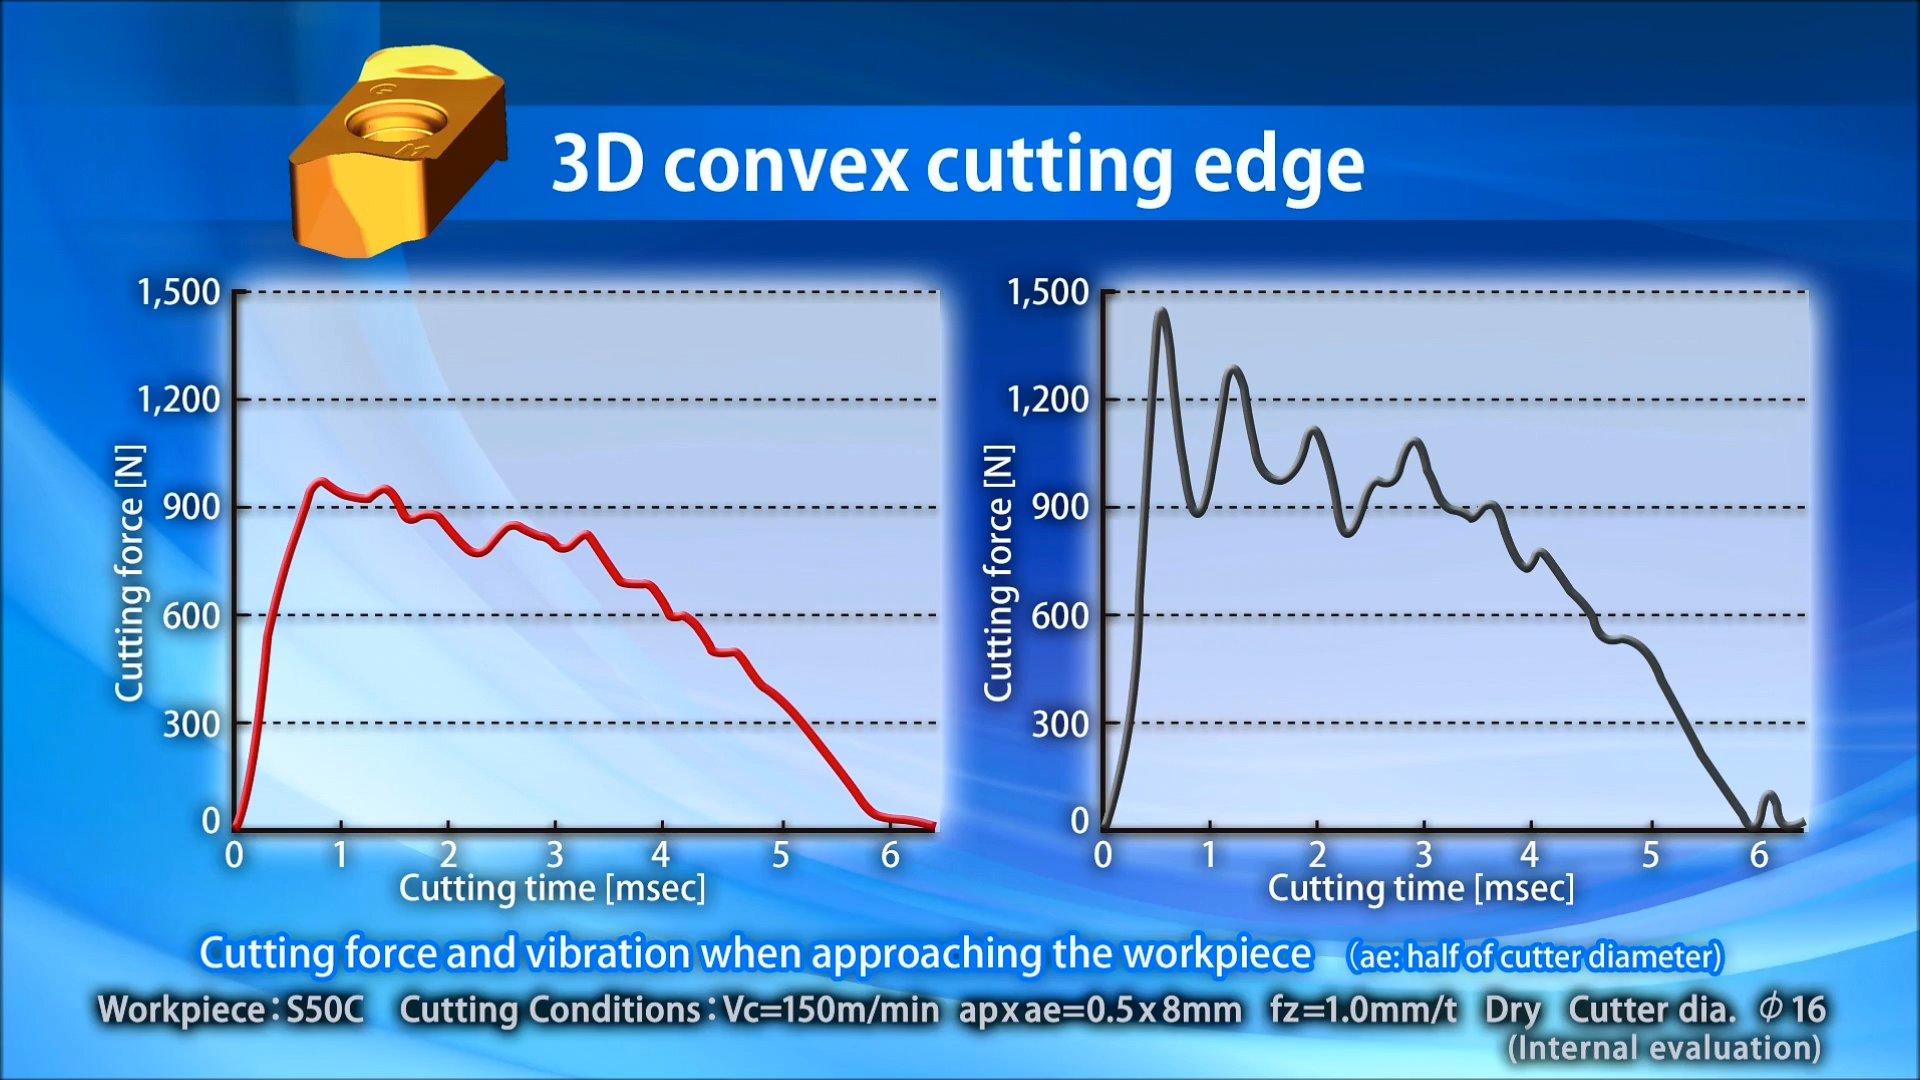 3D convex cutting edge
1,500
1,200
900
600
300
0
Cutting force [N]
0 1 2 3 4 5 6
Cutting time [msec]
1,500
1,200
900
600
300
0
Cutting force [N]
0 1 2 3 4 5 6
Cutting time [msec]
Cutting force and vibration when approaching the workpiece (ae: half of cutter diameter)
Workpiece : S50C Cutting Conditions : Vc=150m/min apxae=0.5x8mm fz=1.0mm/t Dry Cutter dia. ϕ16
(Internal evaluation)